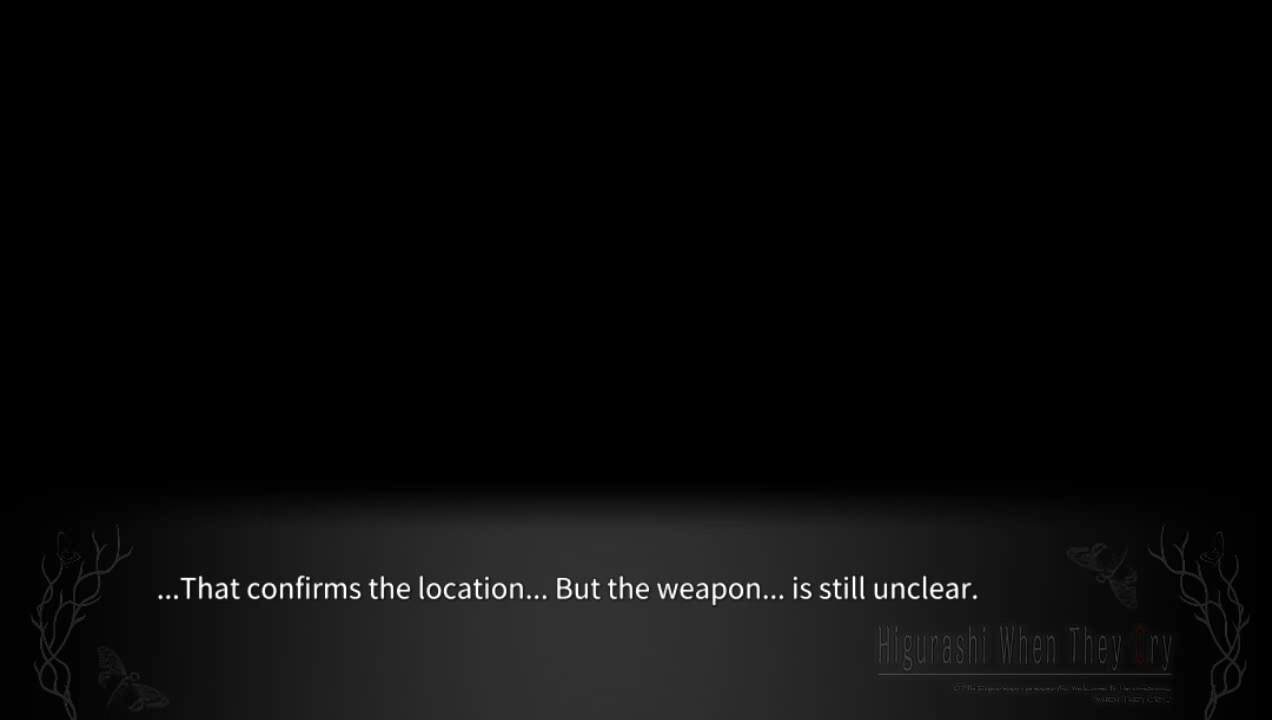 ...That confirms the location... But the weapon... is still unclear.
Higurashi When They Cry